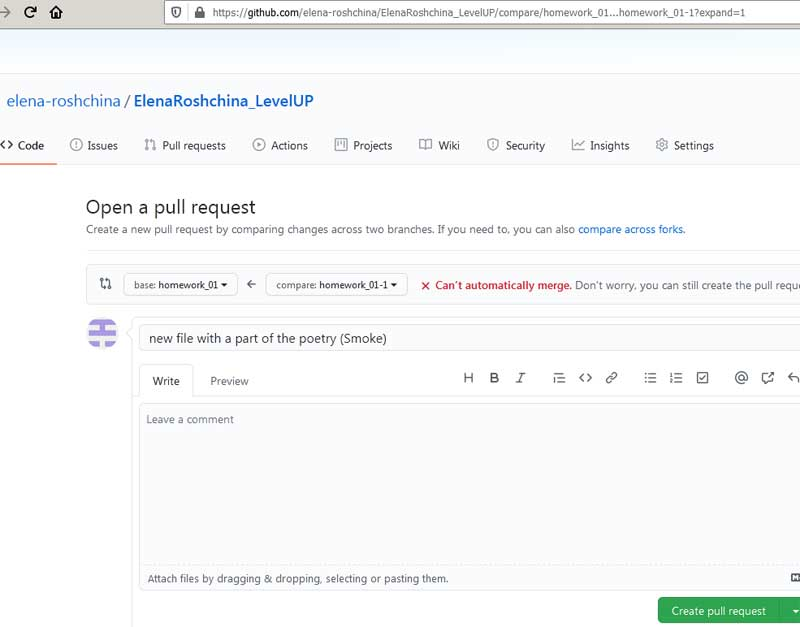 https://github.com/elena-roshchina/ElenaRoshchina_LevelUP/compare/homework_01...homework_01-1?expand=1
elena-roshchina / ElenaRoshchina_LevelUP
<> Code Issues Pull requests Actions Projects Wiki Security Insights Settings
Open a pull request
Create a new pull request by comparing changes across two branches. If you need to, you can also compare across forks.
base: homework_01 ← compare: homework_01-1 × Can't automatically merge. Don't worry, you can still create the pull reque
new file with a part of the poetry (Smoke)
Write Preview H B I <> @
Leave a comment
Attach files by dragging & dropping, selecting or pasting them.
Create pull request